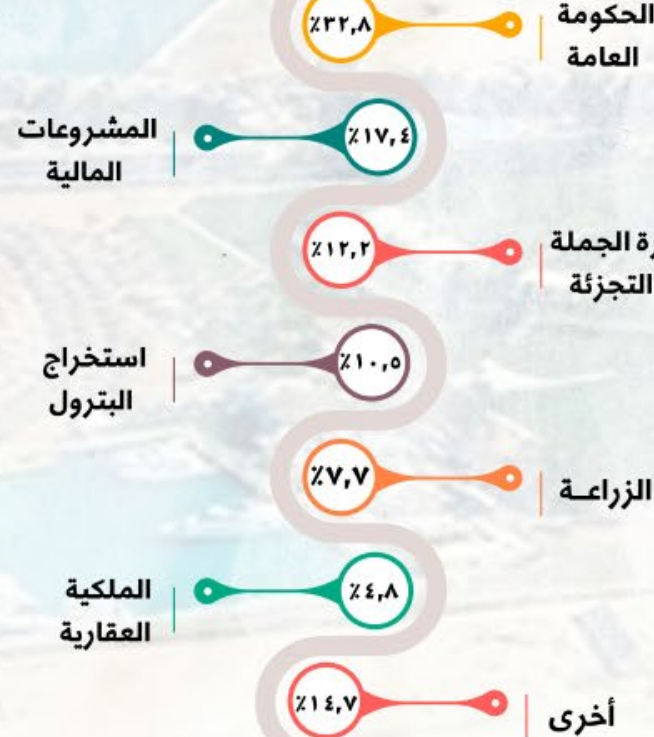 الحكومة
العامة
٪٣٢,٨
المشروعات
المالية
٪١٧,٤
الجملة
التجزئة
٪١٢,٢
استخراج
البترول
٪١٠,٥
الزراعـة
٪٧,٧
الملكية
العقارية
٪٤,٨
أخرى
٪١٤,٧